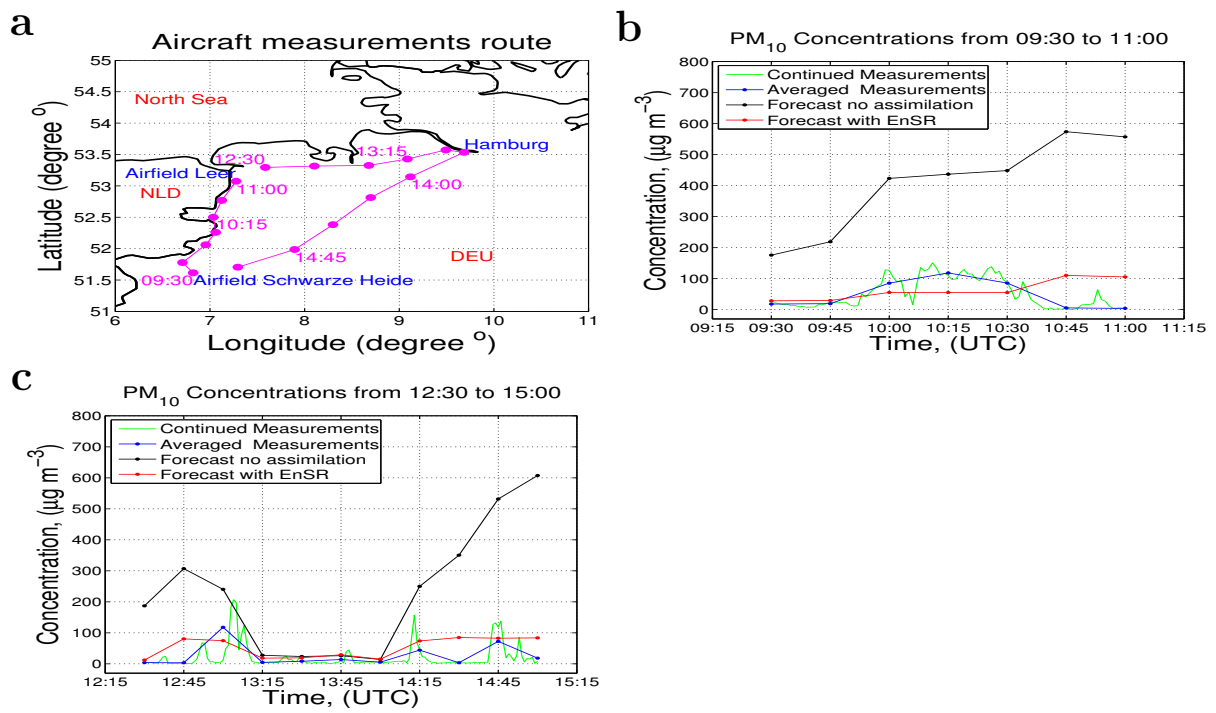 a
Aircraft measurements route
55
54.5
54
53.5
53
52.5
52
51.5
51
Latitude (degree °)
North Sea
12:30
13:15
Hamburg
Airfield Leer
NLD
11:00
14:00
10:15
14:45
DEU
09:30
Airfield Schwarze Heide
6
7
8
9
10
11
Longitude (degree °)
b
PM10 Concentrations from 09:30 to 11:00
800
700
600
500
400
300
200
100
0
Concentration, (μg m−3)
Continued Measurements
Averaged Measurements
Forecast no assimilation
Forecast with EnSR
09:15
09:30
09:45
10:00
10:15
10:30
10:45
11:00
11:15
Time, (UTC)
c
PM10 Concentrations from 12:30 to 15:00
800
700
600
500
400
300
200
100
0
Concentration, (μg m−3)
Continued Measurements
Averaged Measurements
Forecast no assimilation
Forecast with EnSR
12:15
12:45
13:15
13:45
14:15
14:45
15:15
Time, (UTC)